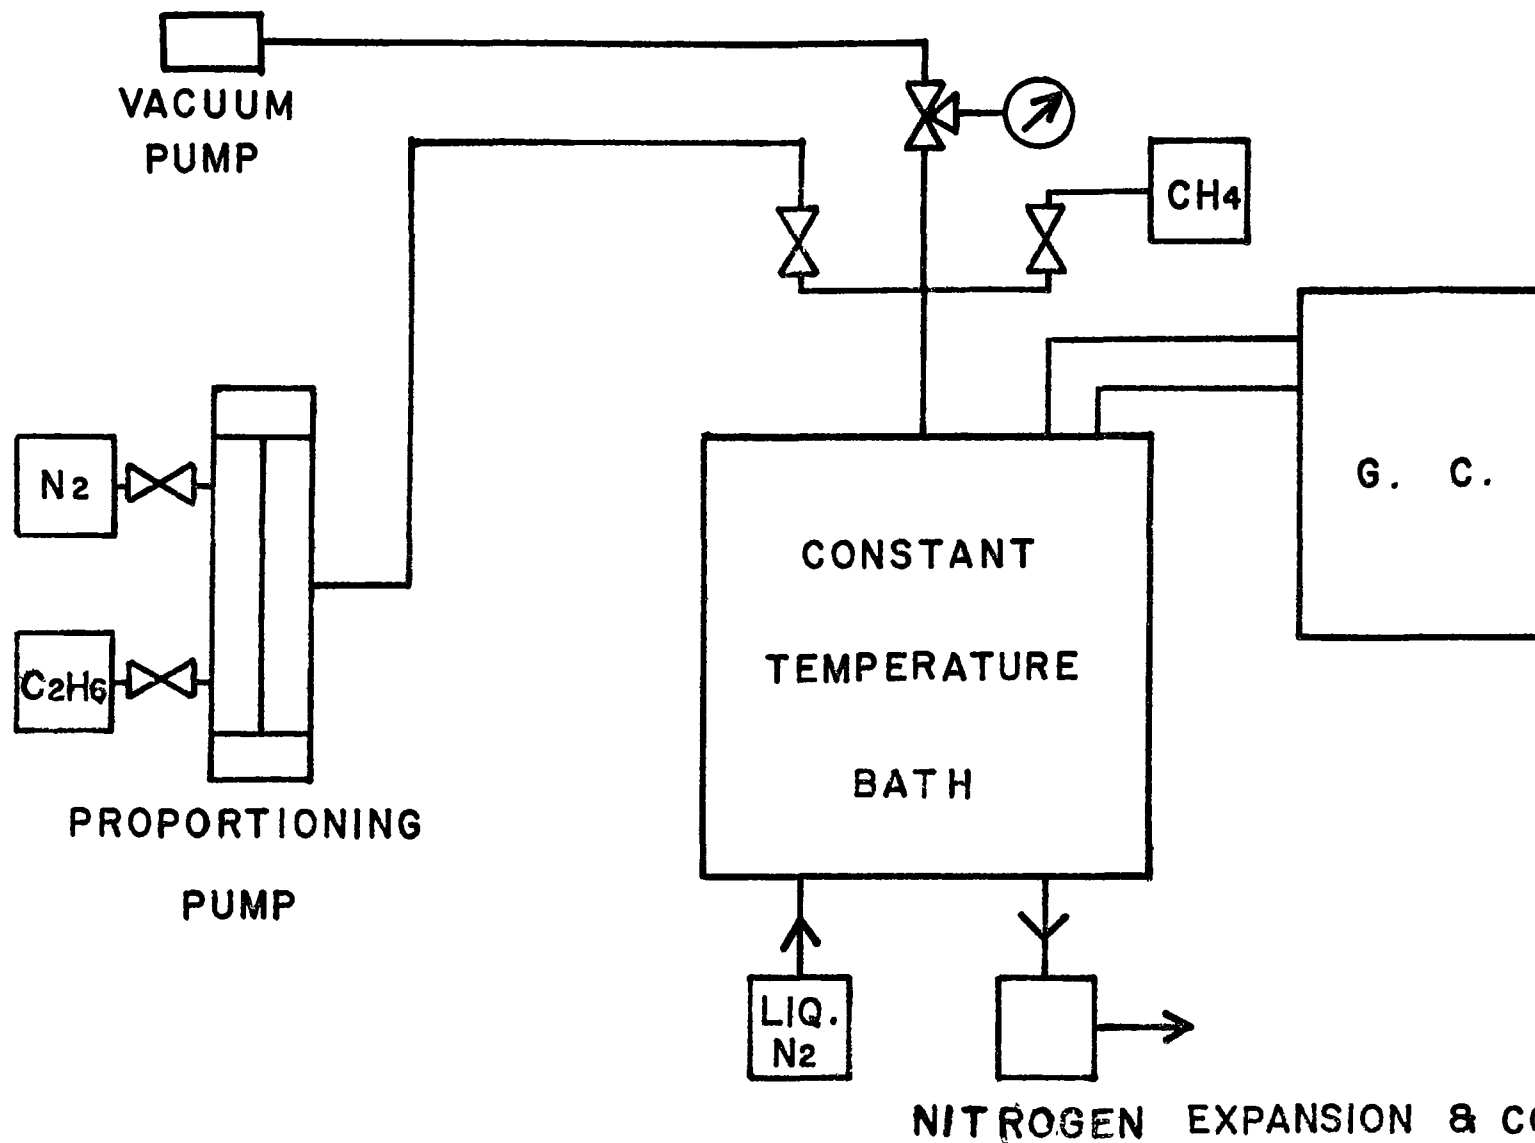 VACUUM
PUMP
CH4
N2
G. C.
CONSTANT
TEMPERATURE
BATH
C2H6
PROPORTIONING
PUMP
LIQ.
N2
NITROGEN EXPANSION &